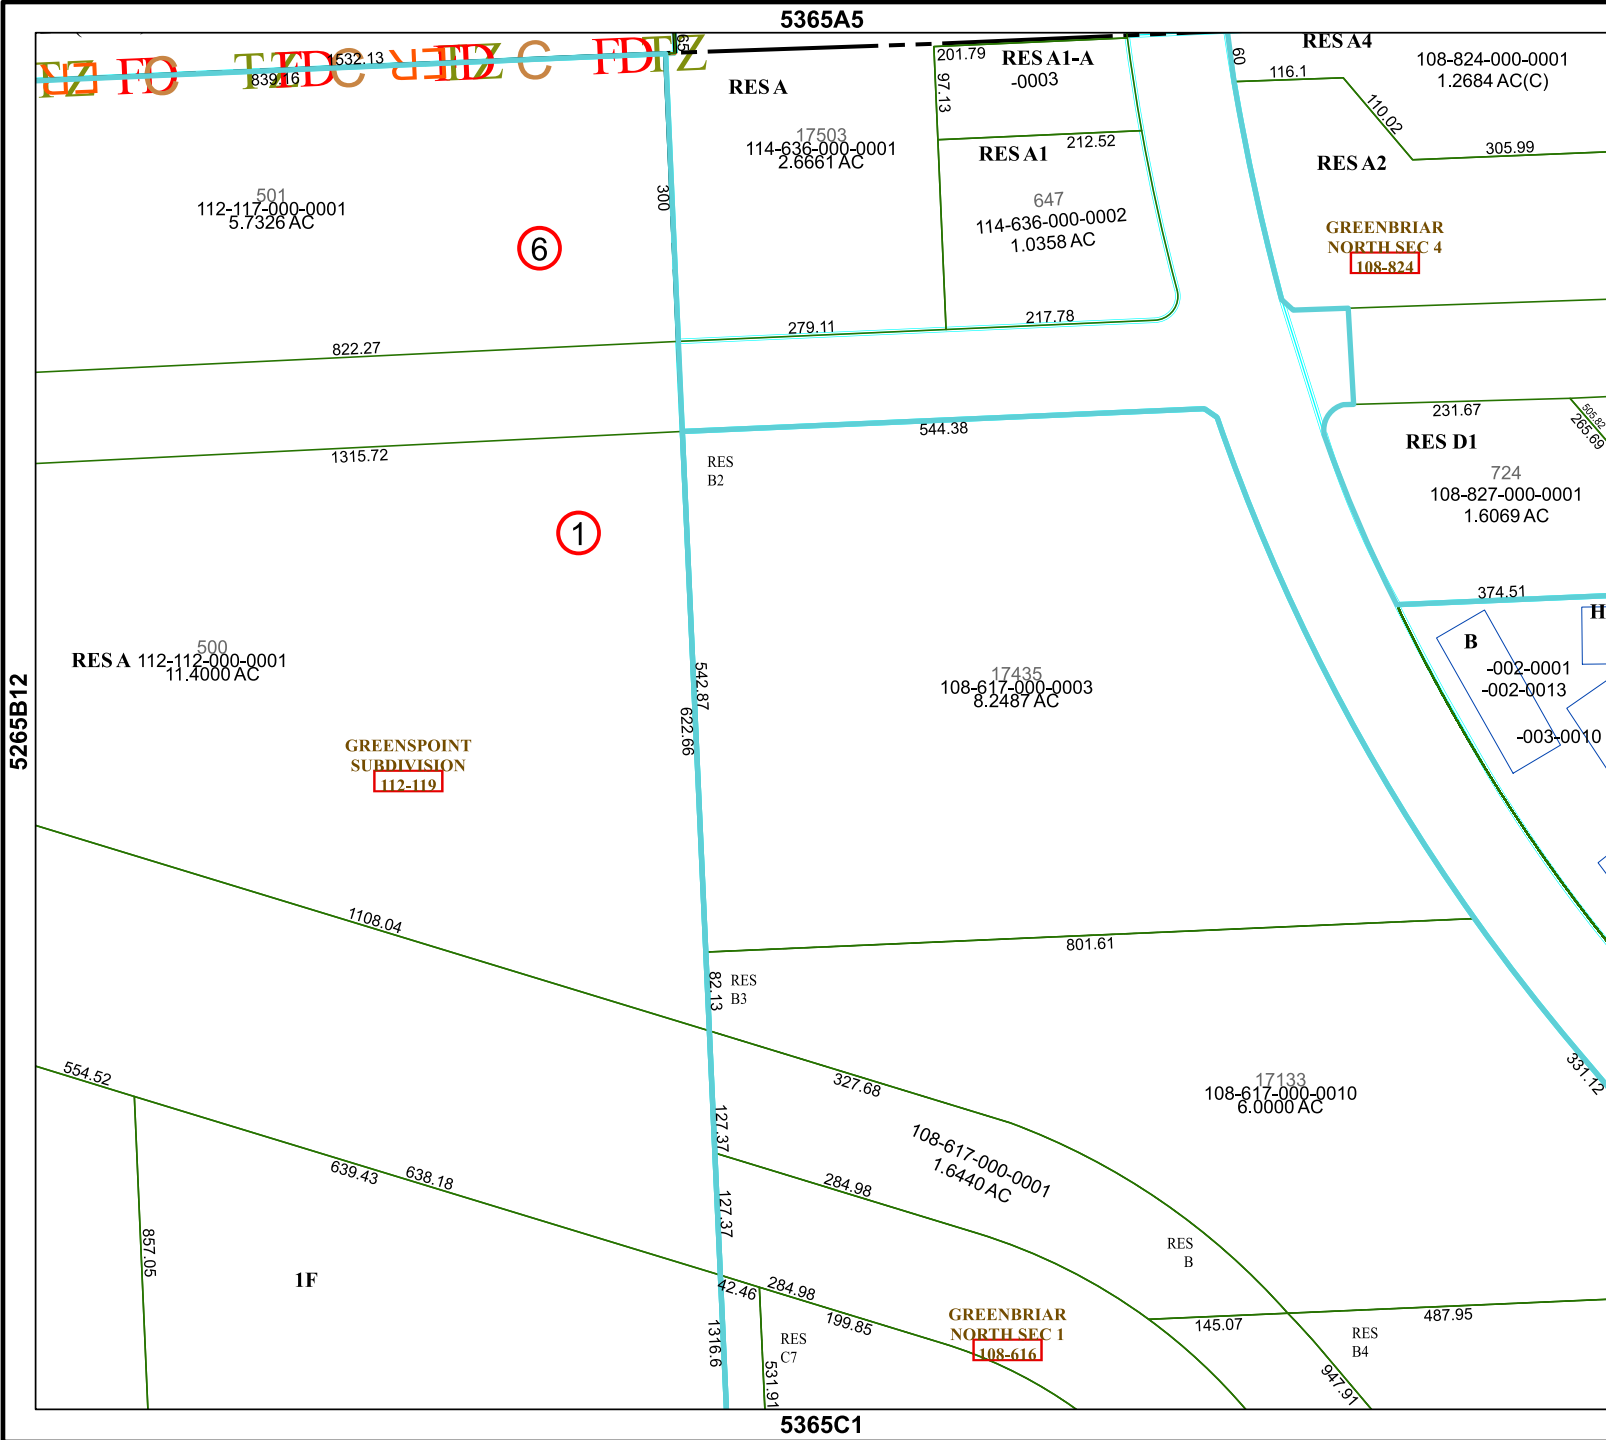 5365A5
1532.13
839.16
65
RES A
201.79
RES A1-A
-0003
97.13
60
RES A4
116.1
108-824-000-0001
1.2684 AC(C)
110.02
305.99
17503
114-636-000-0001
2.6661 AC
RES A1
212.52
RES A2
501
112-117-000-0001
5.7326 AC
6
300
647
114-636-000-0002
1.0358 AC
GREENBRIAR
NORTH SEC 4
108-824
279.11
217.78
822.27
1315.72
544.38
231.67
505.82
265.69
RES D1
RES
B2
724
108-827-000-0001
1.6069 AC
1
374.51
H
B
-002-0001
-002-0013
-003-0010
500
RES A 112-112-000-0001
11.4000 AC
542.87
622.66
17435
108-617-000-0003
8.2487 AC
5265B12
GREENSPOINT
SUBDIVISION
112-119
1108.04
801.61
82.13
RES
B3
554.52
327.68
17133
108-617-000-0010
6.0000 AC
331.12
127.37
108-617-000-0001
1.6440 AC
639.43
638.18
284.98
127.37
857.05
1F
RES
B
42.46
284.98
199.85
GREENBRIAR
NORTH SEC 1
108-616
145.07
487.95
1316.6
RES
C7
531.91
RES
B4
947.91
5365C1